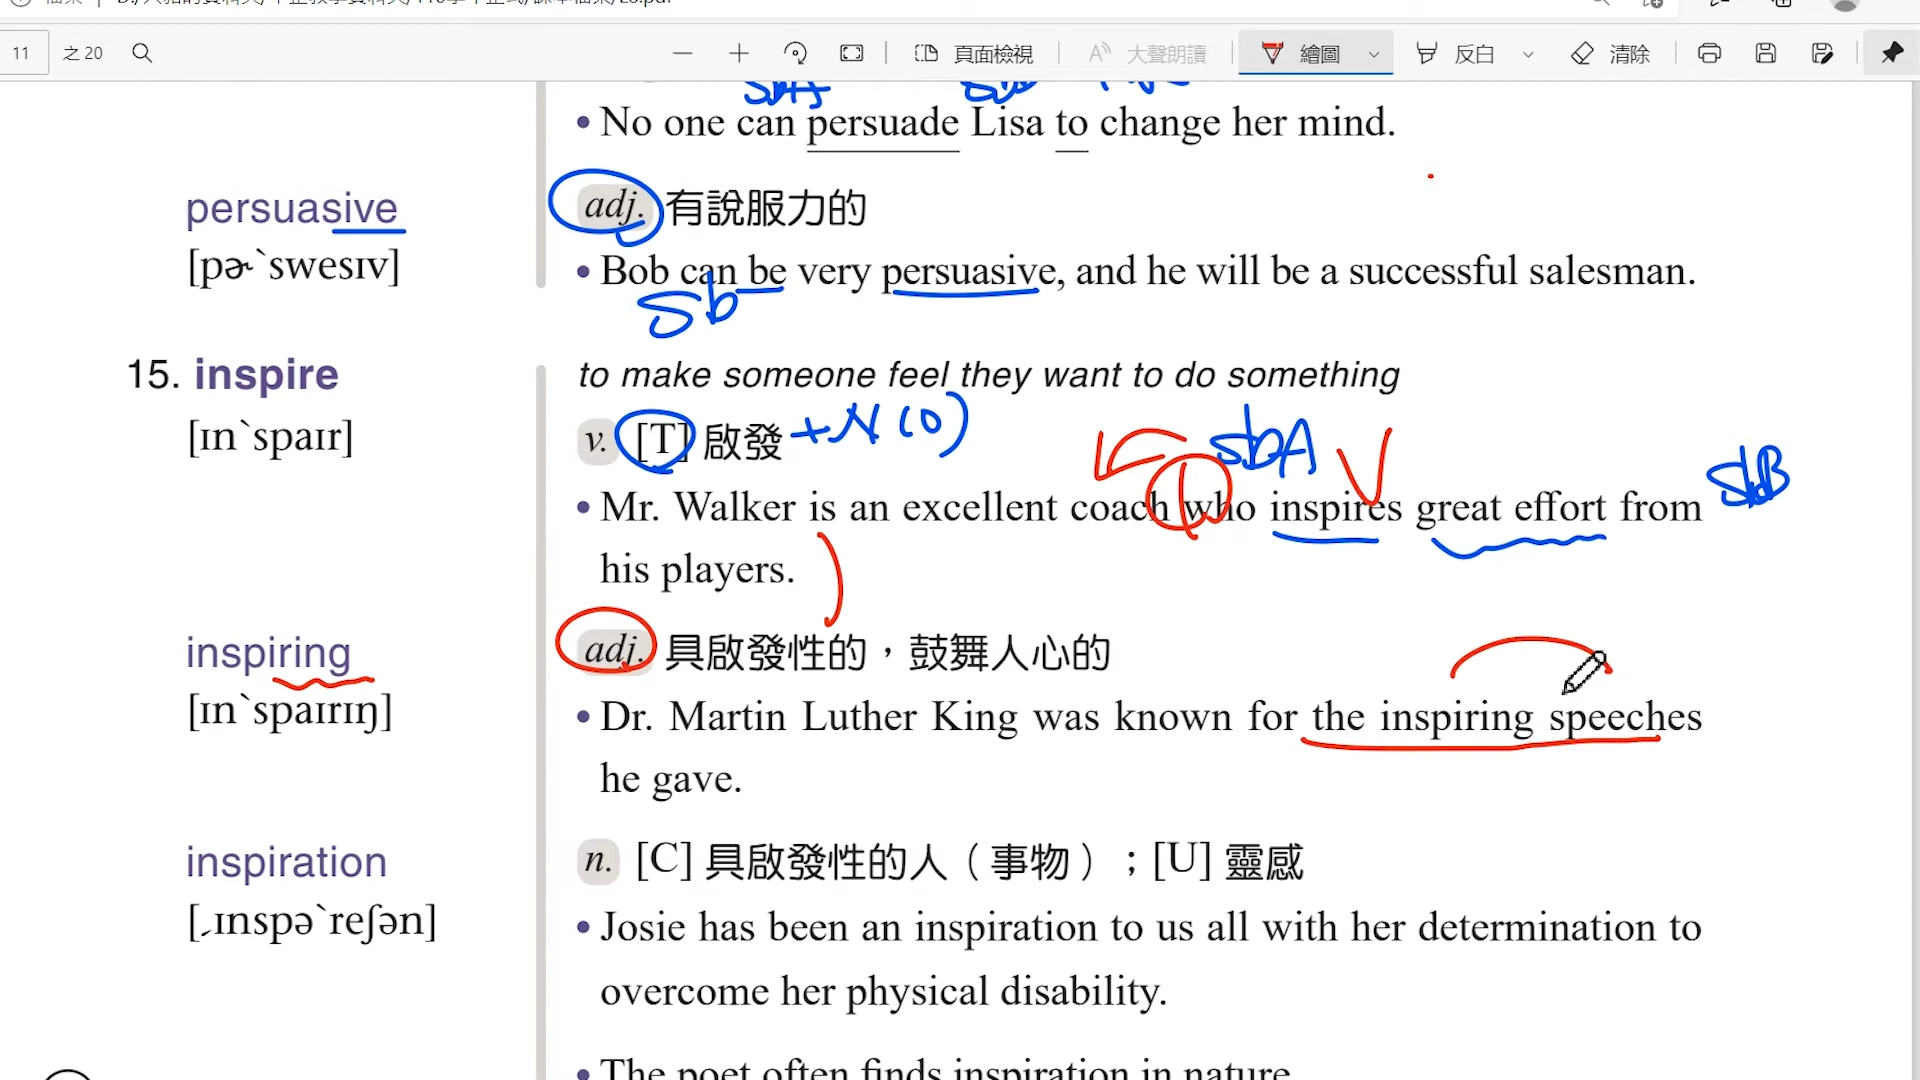 11 之 20 頁面檢視 大聲朗讀 繪圖 反白 清除
• No one can persuade Lisa to change her mind.
persuasive adj. 有說服力的
[pɚˋswesɪv] • Bob can be very persuasive, and he will be a successful salesman.
sb
15. inspire to make someone feel they want to do something
[ɪnˋspaɪr] v. [T] 啟發 +N (O) sbA V
• Mr. Walker is an excellent coach who inspires great effort from sbB
his players.
inspiring adj. 具啟發性的，鼓舞人心的
[ɪnˋspaɪrɪŋ] • Dr. Martin Luther King was known for the inspiring speeches
he gave.
inspiration n. [C] 具啟發性的人（事物）；[U] 靈感
[ˏɪnspəˋreʃən] • Josie has been an inspiration to us all with her determination to
overcome her physical disability.
• The poet often finds inspiration in nature.